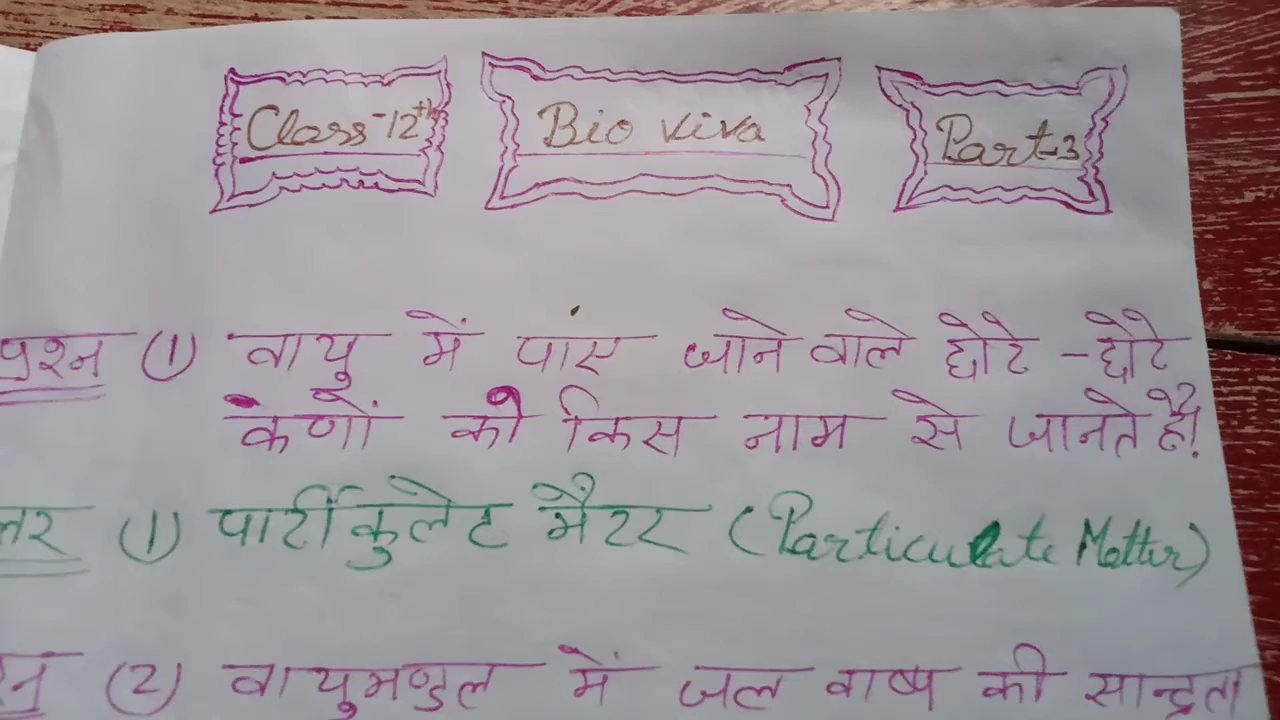 Class-12th Bio Viva Part-3
प्रश्न (1) वायु में पाए जाने वाले छोटे-छोटे
कणों को किस नाम से जानते है!
त्तर (1) पार्टीकुलेट मैटर (Particulate Matter)
श्न (2) वायुमण्डल में जल वाष्प की सान्द्रता